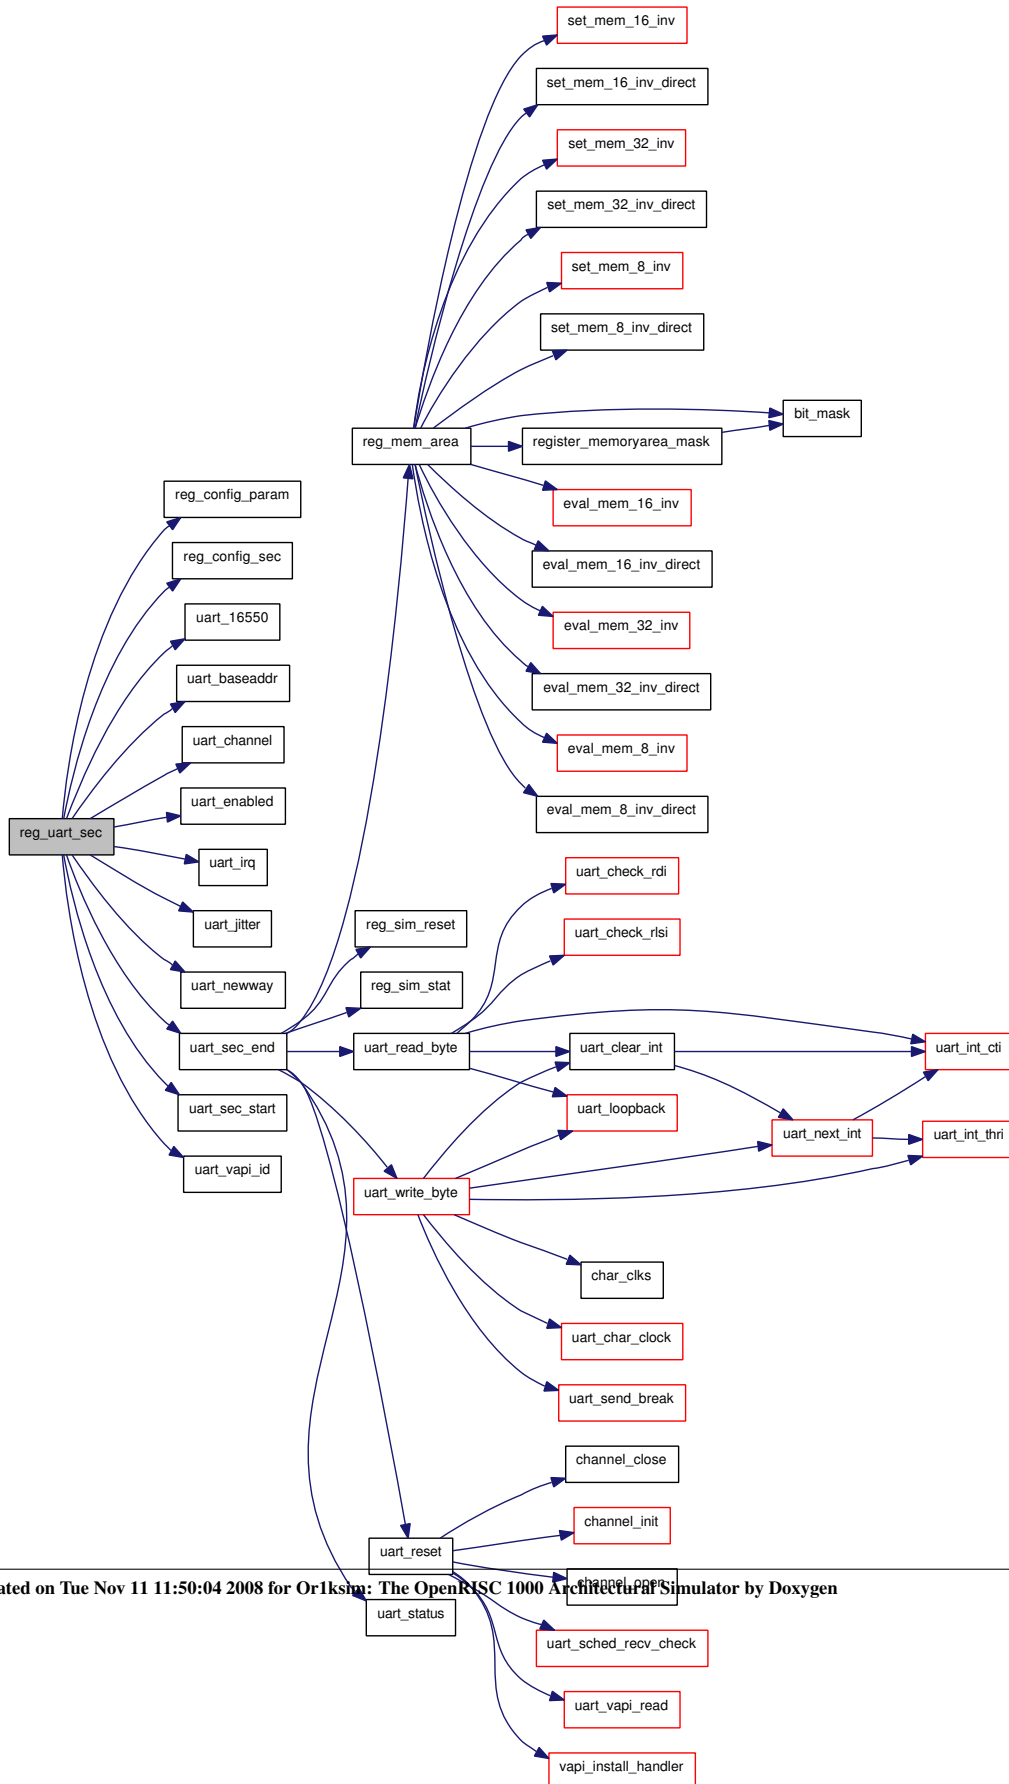 set_mem_16_inv
set_mem_16_inv_direct
set_mem_32_inv
set_mem_32_inv_direct
set_mem_8_inv
set_mem_8_inv_direct
bit_mask
reg_mem_area
register_memoryarea_mask
reg_config_param
eval_mem_16_inv
reg_config_sec
eval_mem_16_inv_direct
uart_16550
eval_mem_32_inv
uart_baseaddr
eval_mem_32_inv_direct
uart_channel
eval_mem_8_inv
uart_enabled
eval_mem_8_inv_direct
reg_uart_sec
uart_irq
uart_check_rdi
uart_jitter
reg_sim_reset
uart_check_rlsi
uart_newway
reg_sim_stat
uart_sec_end
uart_read_byte
uart_clear_int
uart_int_cti
uart_sec_start
uart_loopback
uart_next_int
uart_int_thri
uart_vapi_id
uart_write_byte
char_clks
uart_char_clock
uart_send_break
channel_close
channel_init
uart_reset
channel_open
ated on Tue Nov 11 11:50:04 2008 for Or1ksim: The OpenRISC 1000 Architectural Simulator by Doxygen
uart_status
uart_sched_recv_check
uart_vapi_read
vapi_install_handler